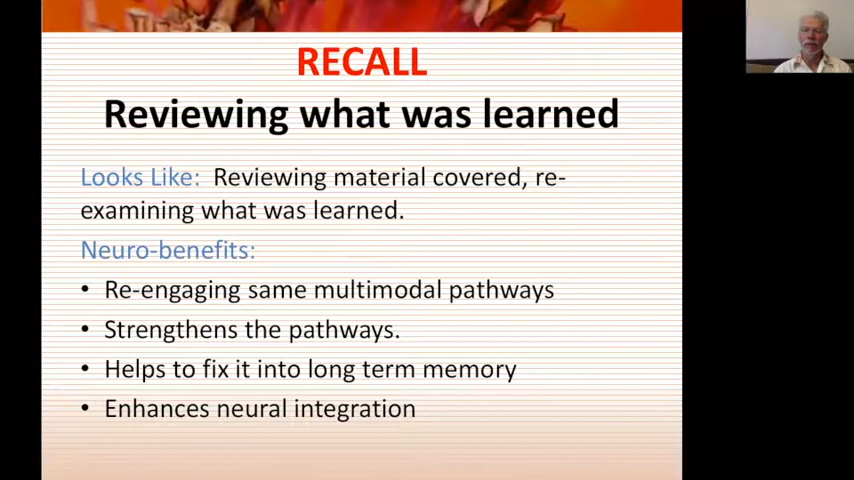 RECALL
Reviewing what was learned
Looks Like: Reviewing material covered, re-
examining what was learned.
Neuro-benefits:
• Re-engaging same multimodal pathways
• Strengthens the pathways.
• Helps to fix it into long term memory
• Enhances neural integration